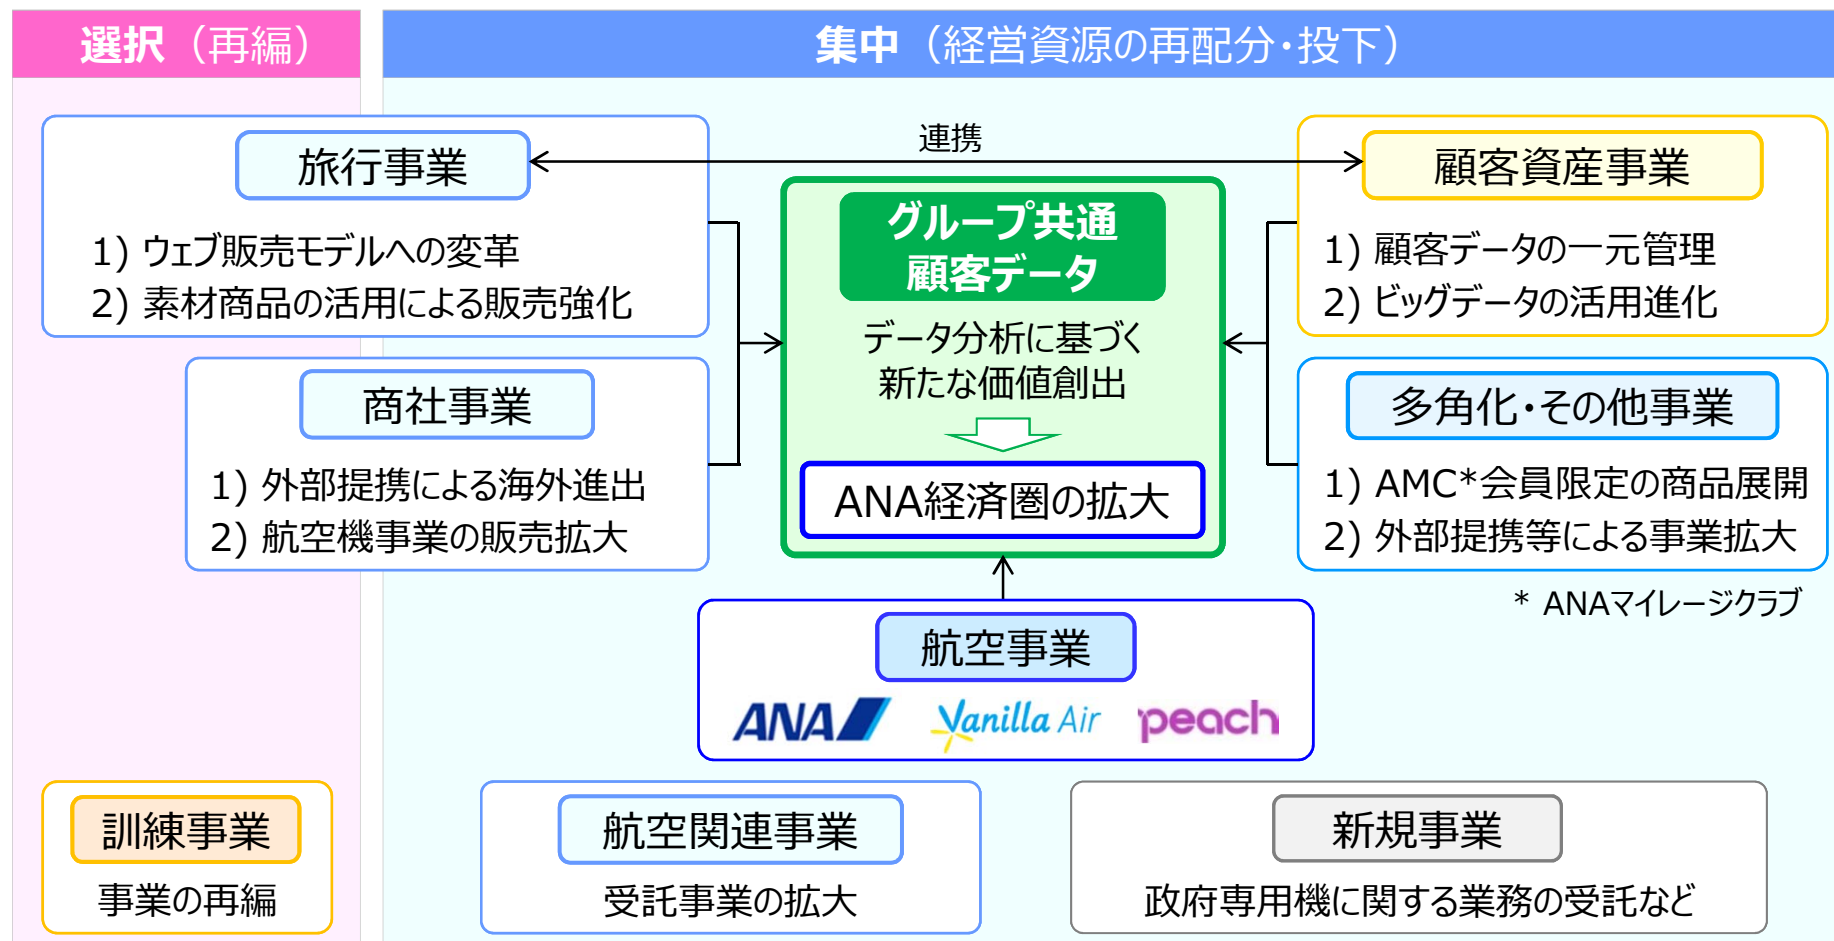 選択（再編）
集中（経営資源の再配分・投下）
旅行事業
1) ウェブ販売モデルへの変革
2) 素材商品の活用による販売強化
連携
顧客資産事業
1) 顧客データの一元管理
2) ビッグデータの活用進化
グループ共通
顧客データ
データ分析に基づく
新たな価値創出
ANA経済圏の拡大
商社事業
1) 外部提携による海外進出
2) 航空機事業の販売拡大
多角化・その他事業
1) AMC*会員限定の商品展開
2) 外部提携等による事業拡大
* ANAマイレージクラブ
航空事業
ANA Vanilla Air peach
訓練事業
事業の再編
航空関連事業
受託事業の拡大
新規事業
政府専用機に関する業務の受託など